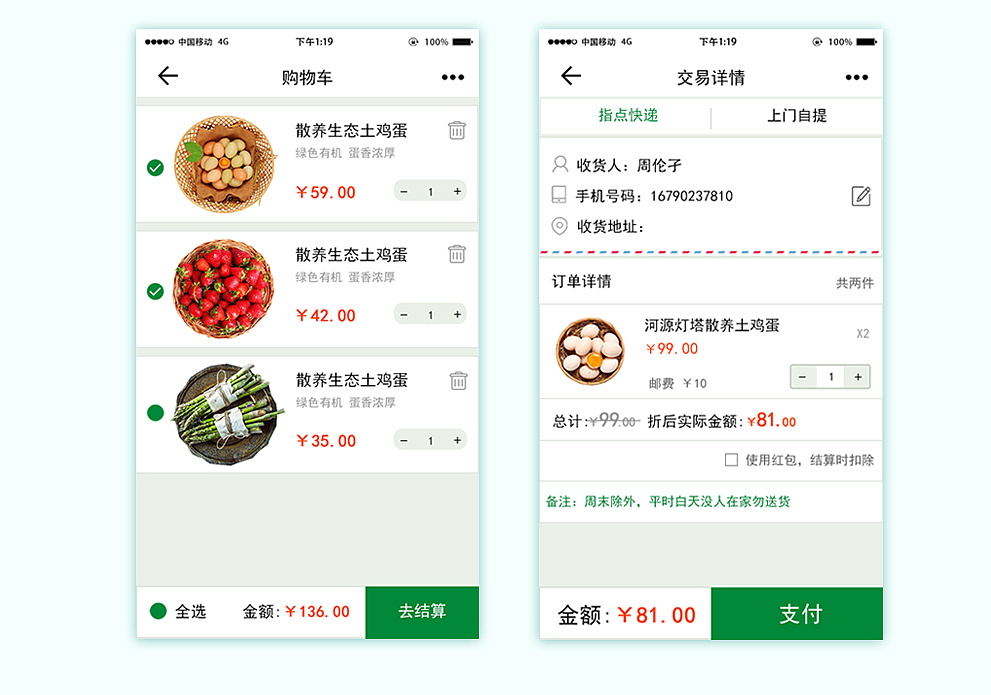 中国移动 4G 下午1:19 100%
购物车
散养生态土鸡蛋
绿色有机 蛋香浓厚
￥59.00 − 1 +
散养生态土鸡蛋
绿色有机 蛋香浓厚
￥42.00 − 1 +
散养生态土鸡蛋
绿色有机 蛋香浓厚
￥35.00 − 1 +
全选 金额:￥136.00 去结算
中国移动 4G 下午1:19 100%
交易详情
指点快递 上门自提
收货人：周伦孑
手机号码：16790237810
收货地址：
订单详情 共两件
河源灯塔散养土鸡蛋 X2
￥99.00
邮费 ￥10 − 1 +
总计:￥99.00 折后实际金额:￥81.00
使用红包，结算时扣除
备注：周末除外，平时白天没人在家勿送货
金额:￥81.00 支付